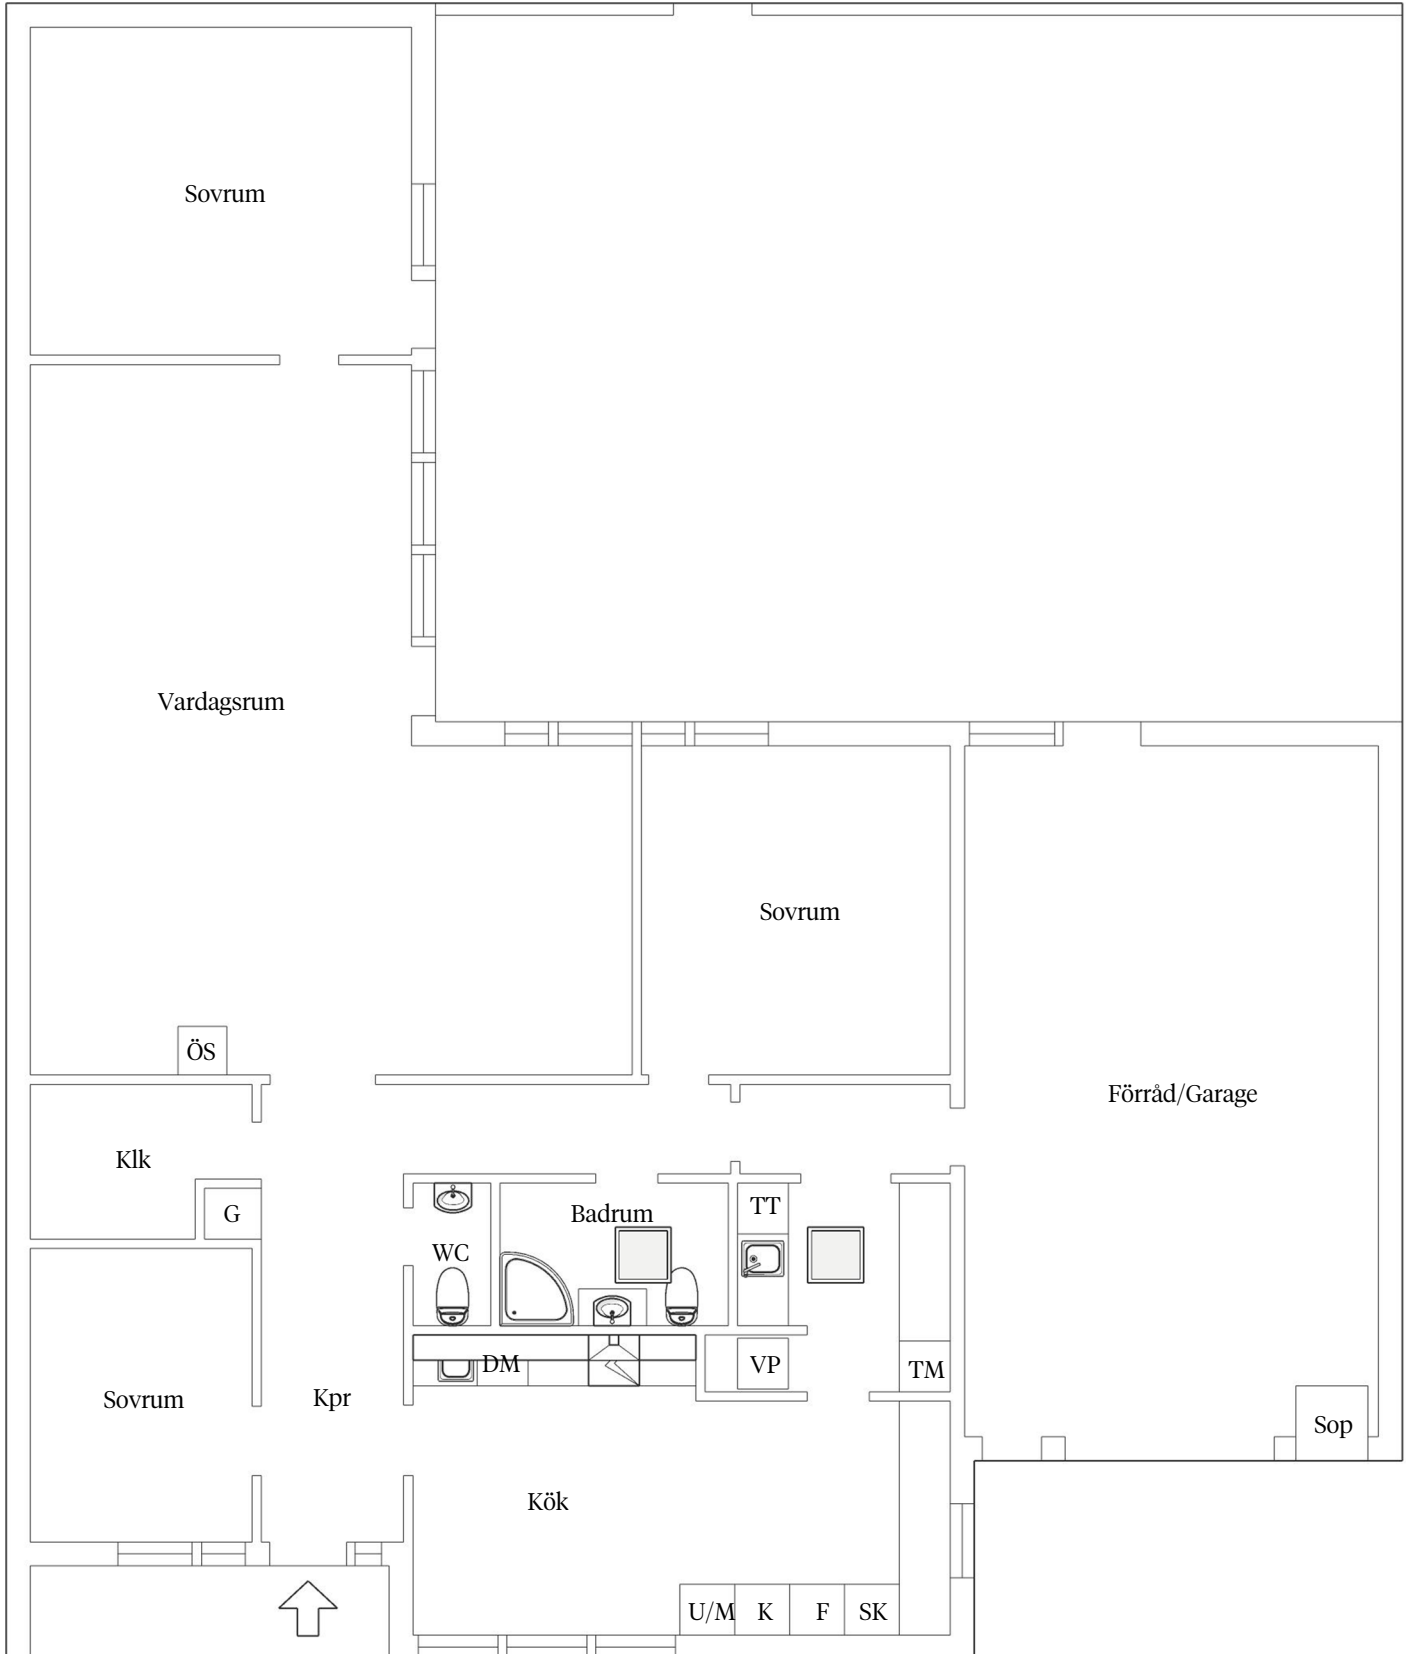 Sovrum
Vardagsrum
Sovrum
ÖS
Förråd/Garage
Klk
G
Badrum
TT
WC
DM
VP
TM
Sovrum
Kpr
Sop
Kök
U/M
K
F
SK